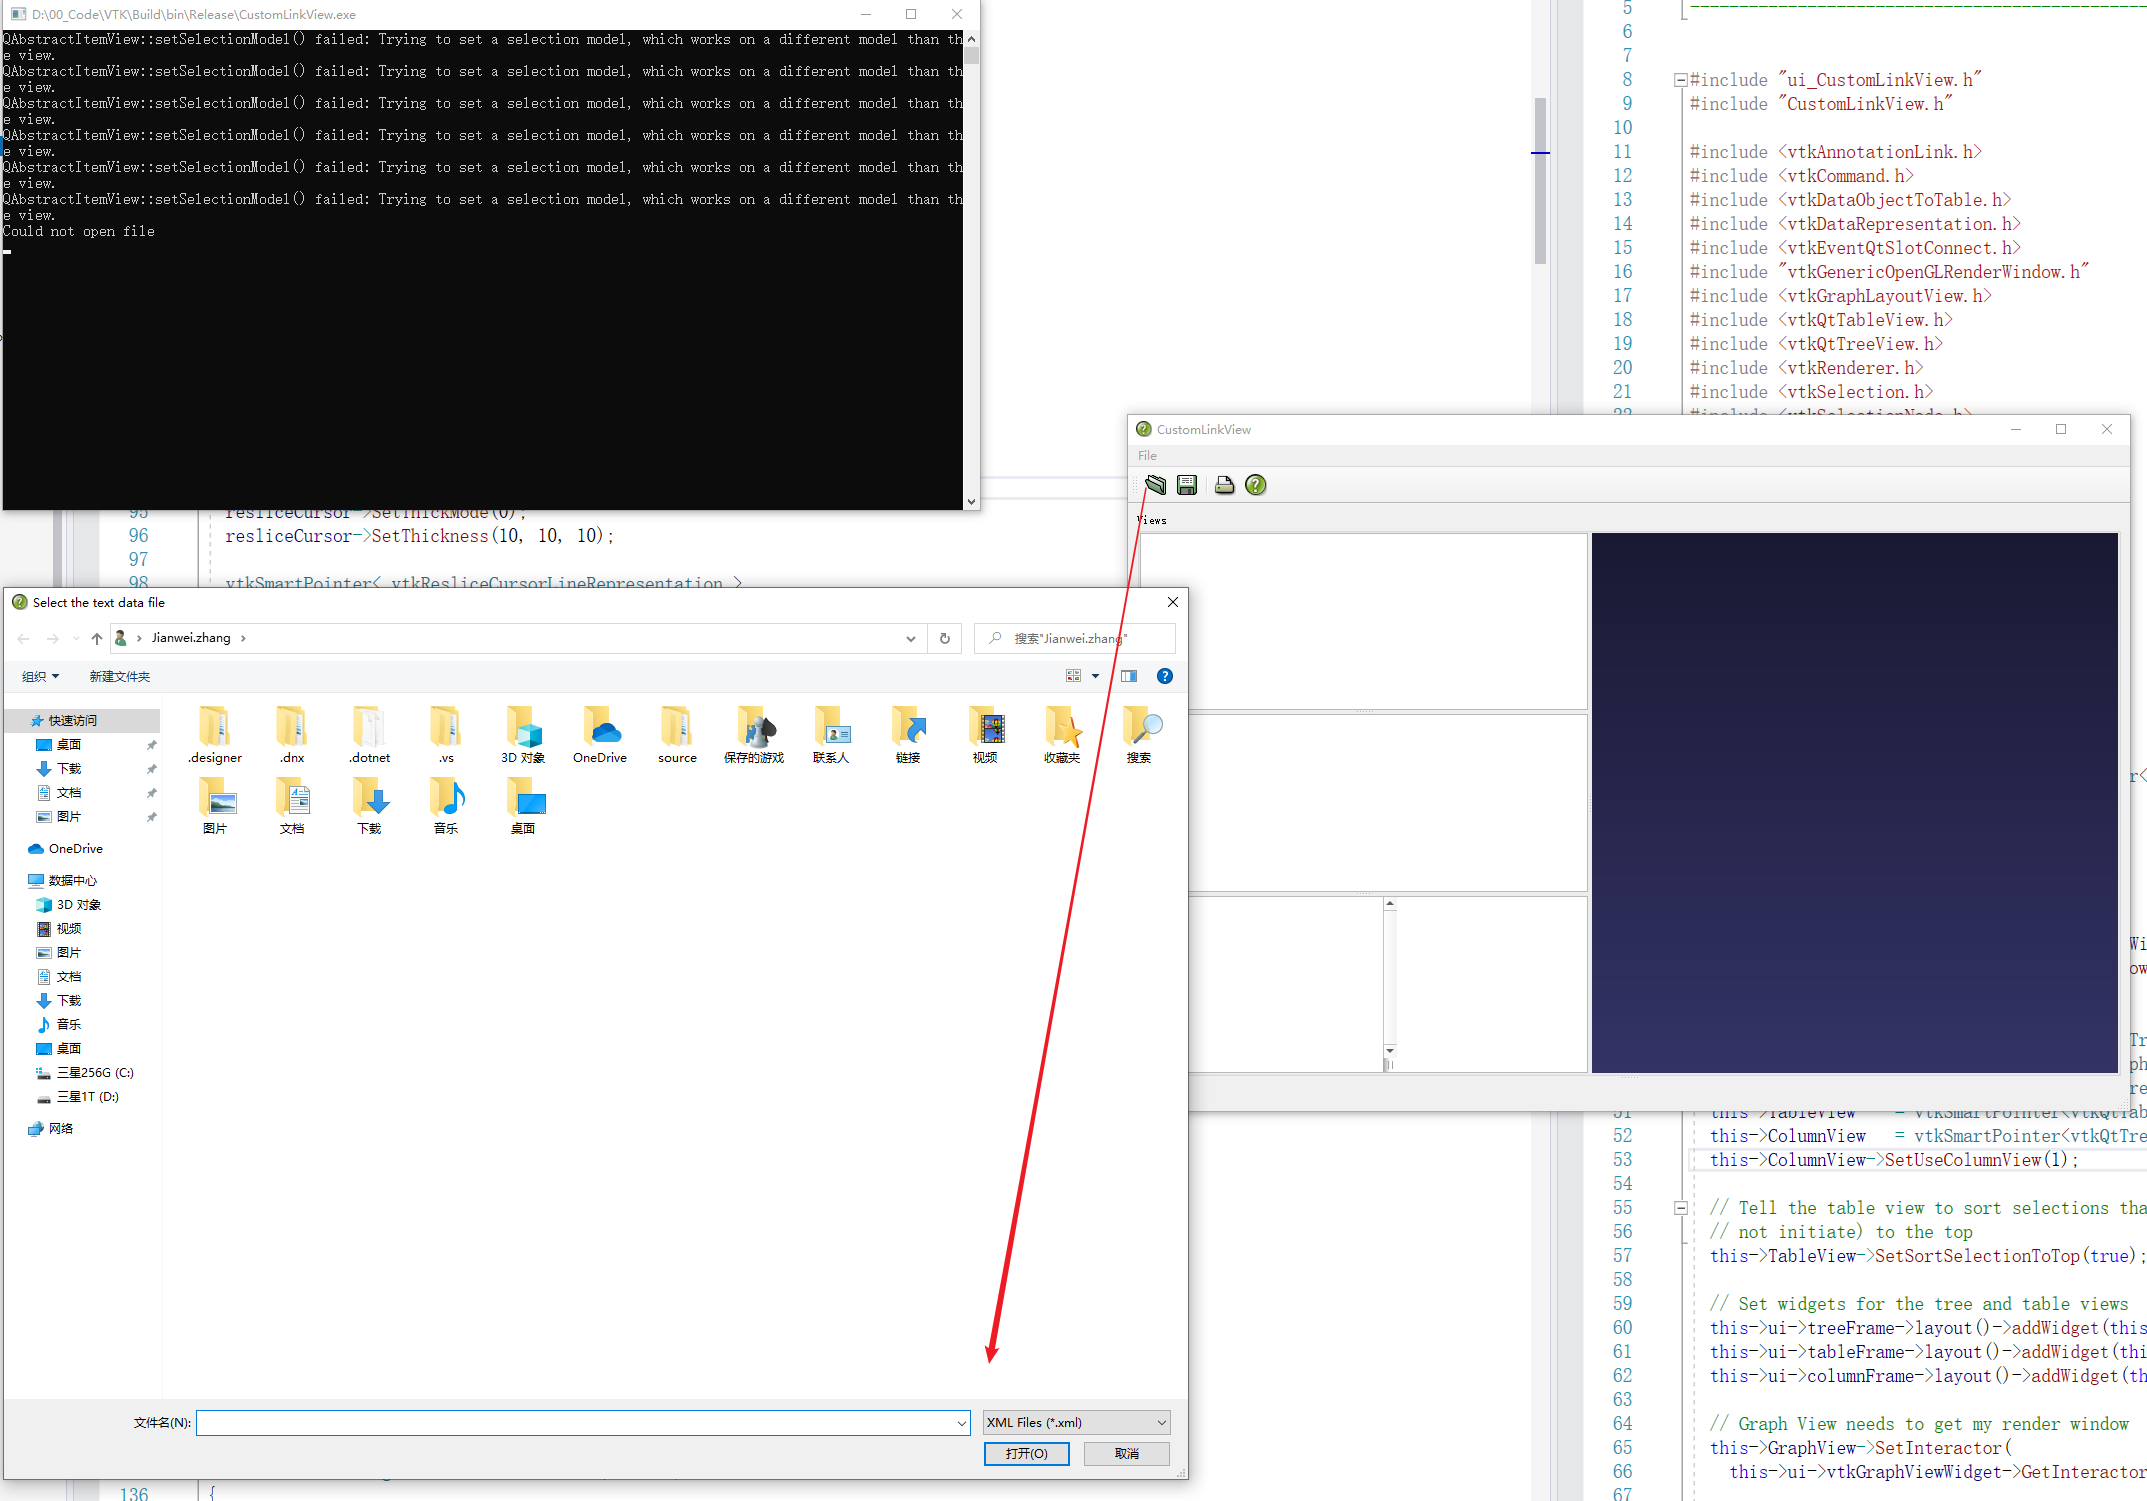 D:\00_Code\VTK\Build\bin\Release\CustomLinkView.exe
QAbstractItemView::setSelectionModel() failed: Trying to set a selection model, which works on a different model than th
e view.
QAbstractItemView::setSelectionModel() failed: Trying to set a selection model, which works on a different model than th
e view.
QAbstractItemView::setSelectionModel() failed: Trying to set a selection model, which works on a different model than th
e view.
QAbstractItemView::setSelectionModel() failed: Trying to set a selection model, which works on a different model than th
e view.
QAbstractItemView::setSelectionModel() failed: Trying to set a selection model, which works on a different model than th
e view.
QAbstractItemView::setSelectionModel() failed: Trying to set a selection model, which works on a different model than th
e view.
Could not open file
95 resliceCursor->SetThickMode(0);
96 resliceCursor->SetThickness(10, 10, 10);
97
98 vtkSmartPointer< vtkResliceCursorLineRepresentation >
Select the text data file
Jianwei.zhang
搜索"Jianwei.zhang"
组织 新建文件夹
快速访问
桌面
下载
文档
图片
OneDrive
数据中心
3D 对象
视频
图片
文档
下载
音乐
桌面
三星256G (C:)
三星1T (D:)
网络
.designer .dnx .dotnet .vs 3D 对象 OneDrive source 保存的游戏 联系人 链接 视频 收藏夹 搜索
图片 文档 下载 音乐 桌面
文件名(N): XML Files (*.xml)
打开(O) 取消
136 {
5
6
7
8 #include "ui_CustomLinkView.h"
9 #include "CustomLinkView.h"
10
11 #include <vtkAnnotationLink.h>
12 #include <vtkCommand.h>
13 #include <vtkDataObjectToTable.h>
14 #include <vtkDataRepresentation.h>
15 #include <vtkEventQtSlotConnect.h>
16 #include "vtkGenericOpenGLRenderWindow.h"
17 #include <vtkGraphLayoutView.h>
18 #include <vtkQtTableView.h>
19 #include <vtkQtTreeView.h>
20 #include <vtkRenderer.h>
21 #include <vtkSelection.h>
22 #include <vtkSelectionNode.h>
CustomLinkView
File
Views
r<
Wi
ow
Tr
ph
re
51 this->TableView = vtkSmartPointer<vtkQtTab
52 this->ColumnView = vtkSmartPointer<vtkQtTre
53 this->ColumnView->SetUseColumnView(1);
54
55 // Tell the table view to sort selections tha
56 // not initiate) to the top
57 this->TableView->SetSortSelectionToTop(true);
58
59 // Set widgets for the tree and table views
60 this->ui->treeFrame->layout()->addWidget(this
61 this->ui->tableFrame->layout()->addWidget(thi
62 this->ui->columnFrame->layout()->addWidget(th
63
64 // Graph View needs to get my render window
65 this->GraphView->SetInteractor(
66 this->ui->vtkGraphViewWidget->GetInteractor
67